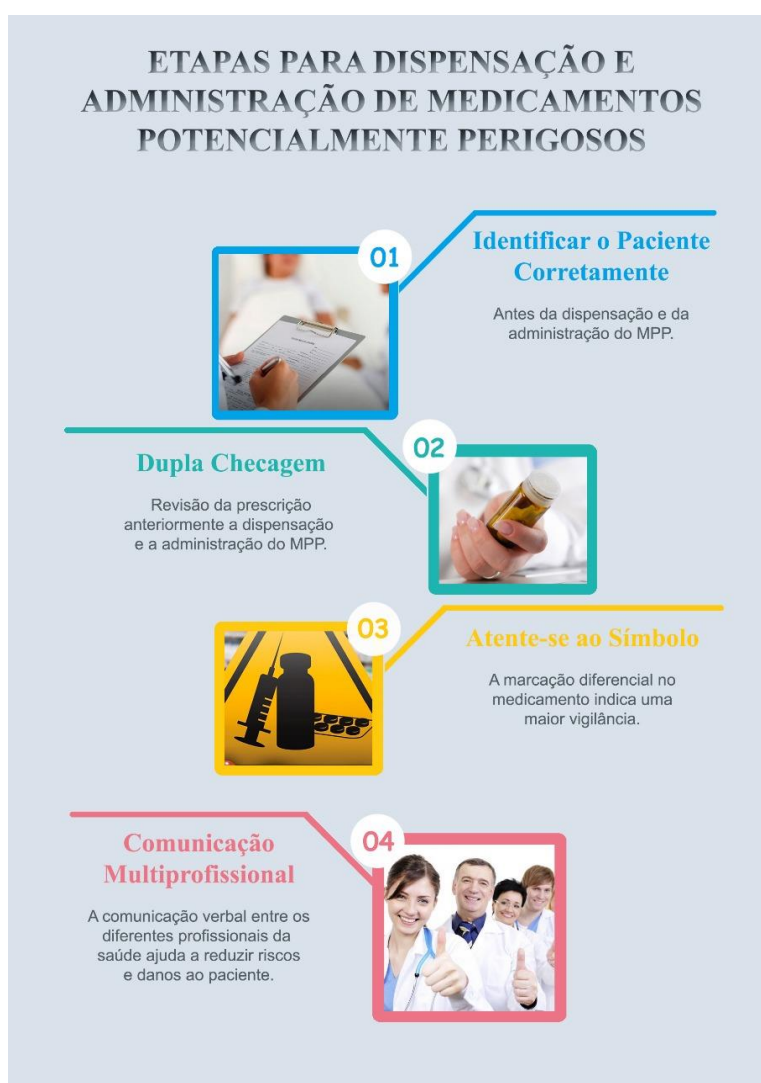 ETAPAS PARA DISPENSAÇÃO E
ADMINISTRAÇÃO DE MEDICAMENTOS
POTENCIALMENTE PERIGOSOS
01
Identificar o Paciente
Corretamente
Antes da dispensação e da
administração do MPP.
02
Dupla Checagem
Revisão da prescrição
anteriormente a dispensação
e a administração do MPP.
03
Atente-se ao Símbolo
A marcação diferencial no
medicamento indica uma
maior vigilância.
04
Comunicação
Multiprofissional
A comunicação verbal entre os
diferentes profissionais da
saúde ajuda a reduzir riscos
e danos ao paciente.